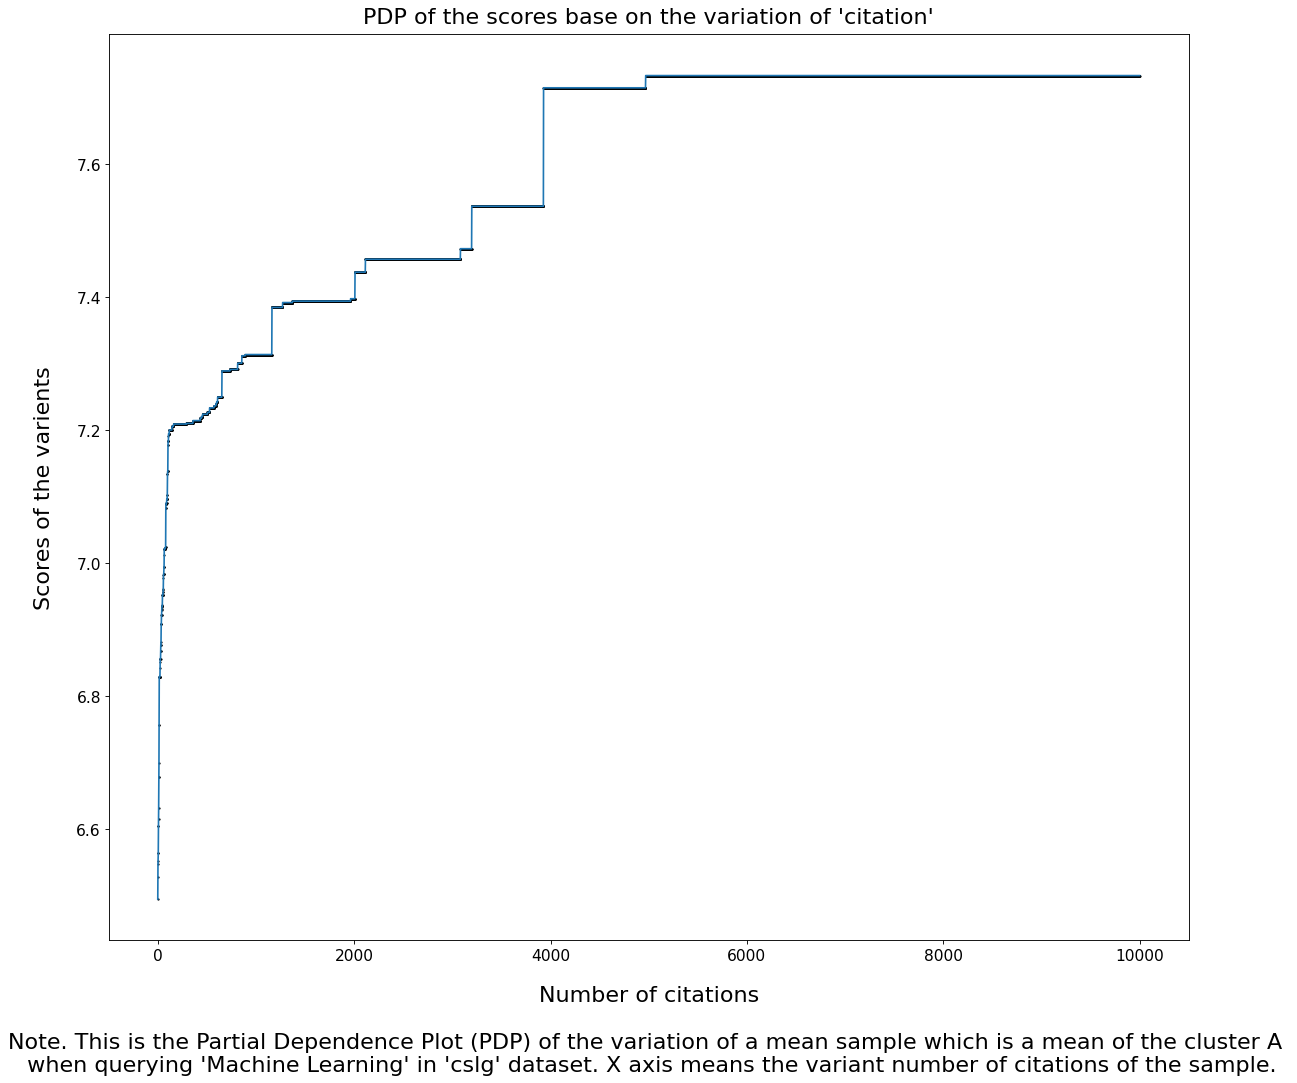 PDP of the scores base on the variation of 'citation'
Scores of the varients
7.6
7.4
7.2
7.0
6.8
6.6
0 2000 4000 6000 8000 10000
Number of citations
Note. This is the Partial Dependence Plot (PDP) of the variation of a mean sample which is a mean of the cluster A
when querying 'Machine Learning' in 'cslg' dataset. X axis means the variant number of citations of the sample.